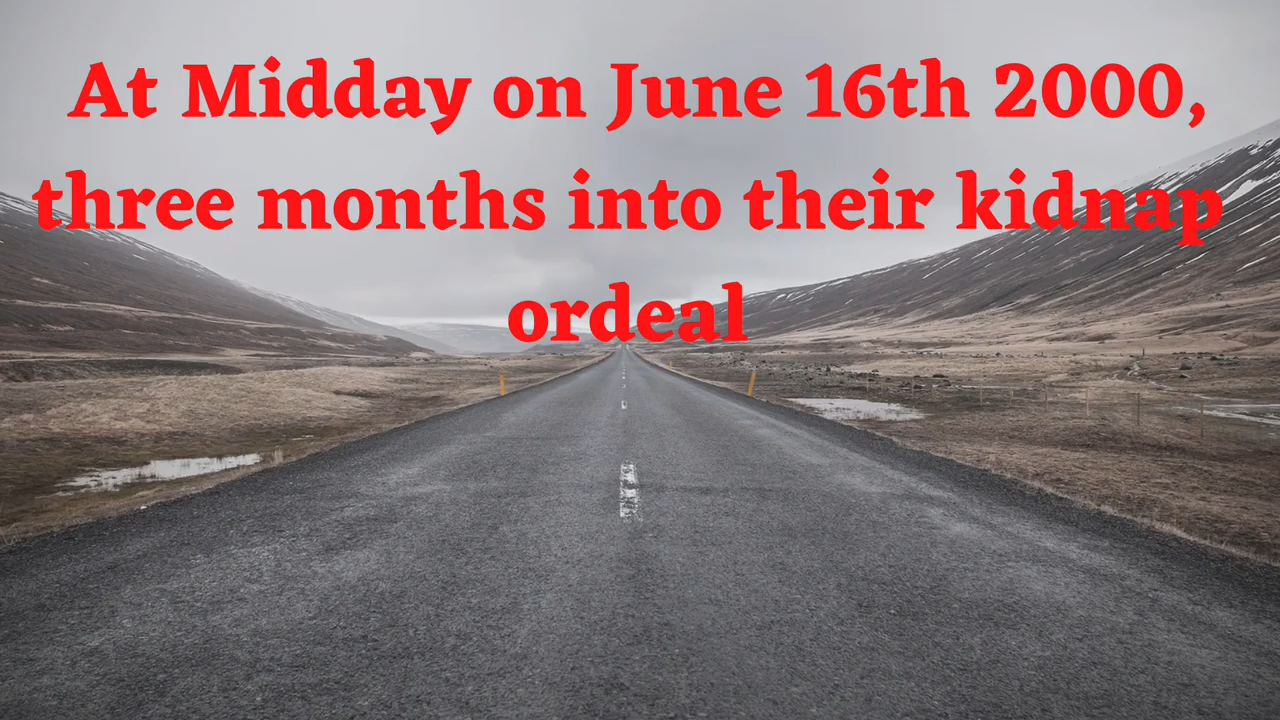 At Midday on June 16th 2000,
three months into their kidnap
ordeal